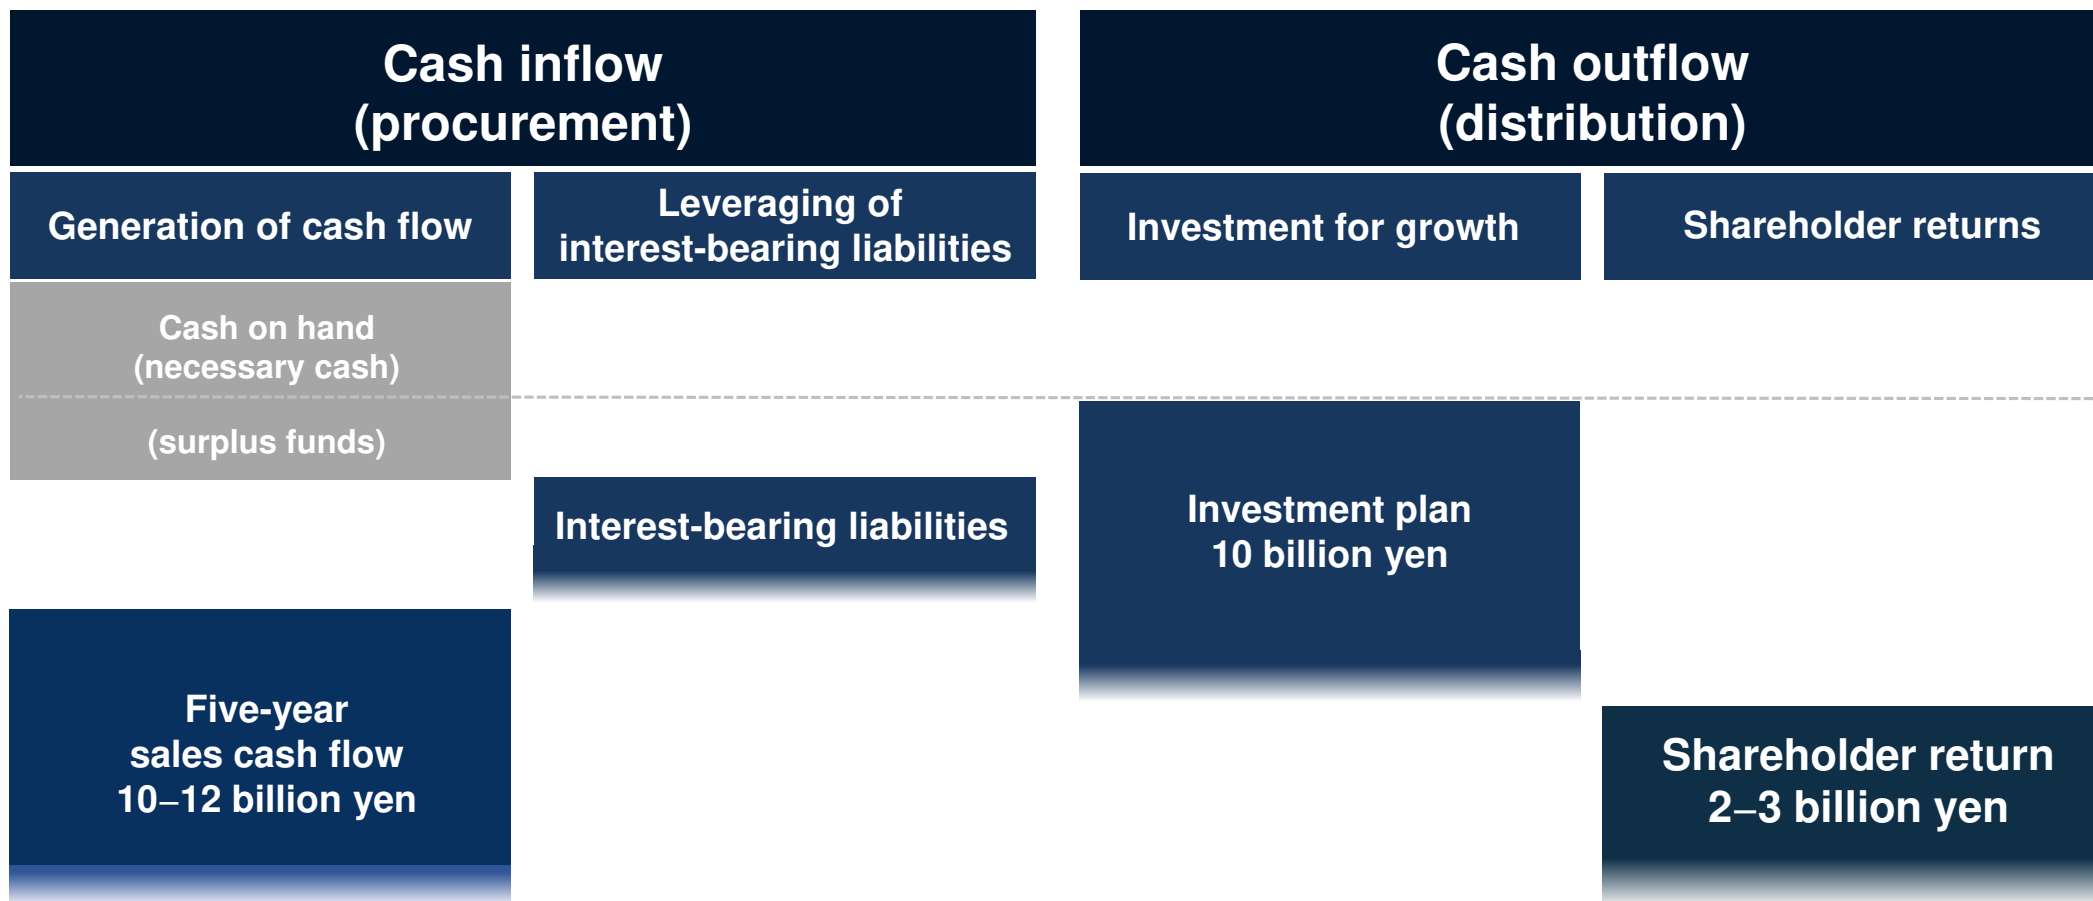 Cash inflow
(procurement)
Cash outflow
(distribution)
Generation of cash flow
Leveraging of
interest-bearing liabilities
Investment for growth
Shareholder returns
Cash on hand
(necessary cash)
(surplus funds)
Interest-bearing liabilities
Investment plan
10 billion yen
Five-year
sales cash flow
10–12 billion yen
Shareholder return
2–3 billion yen